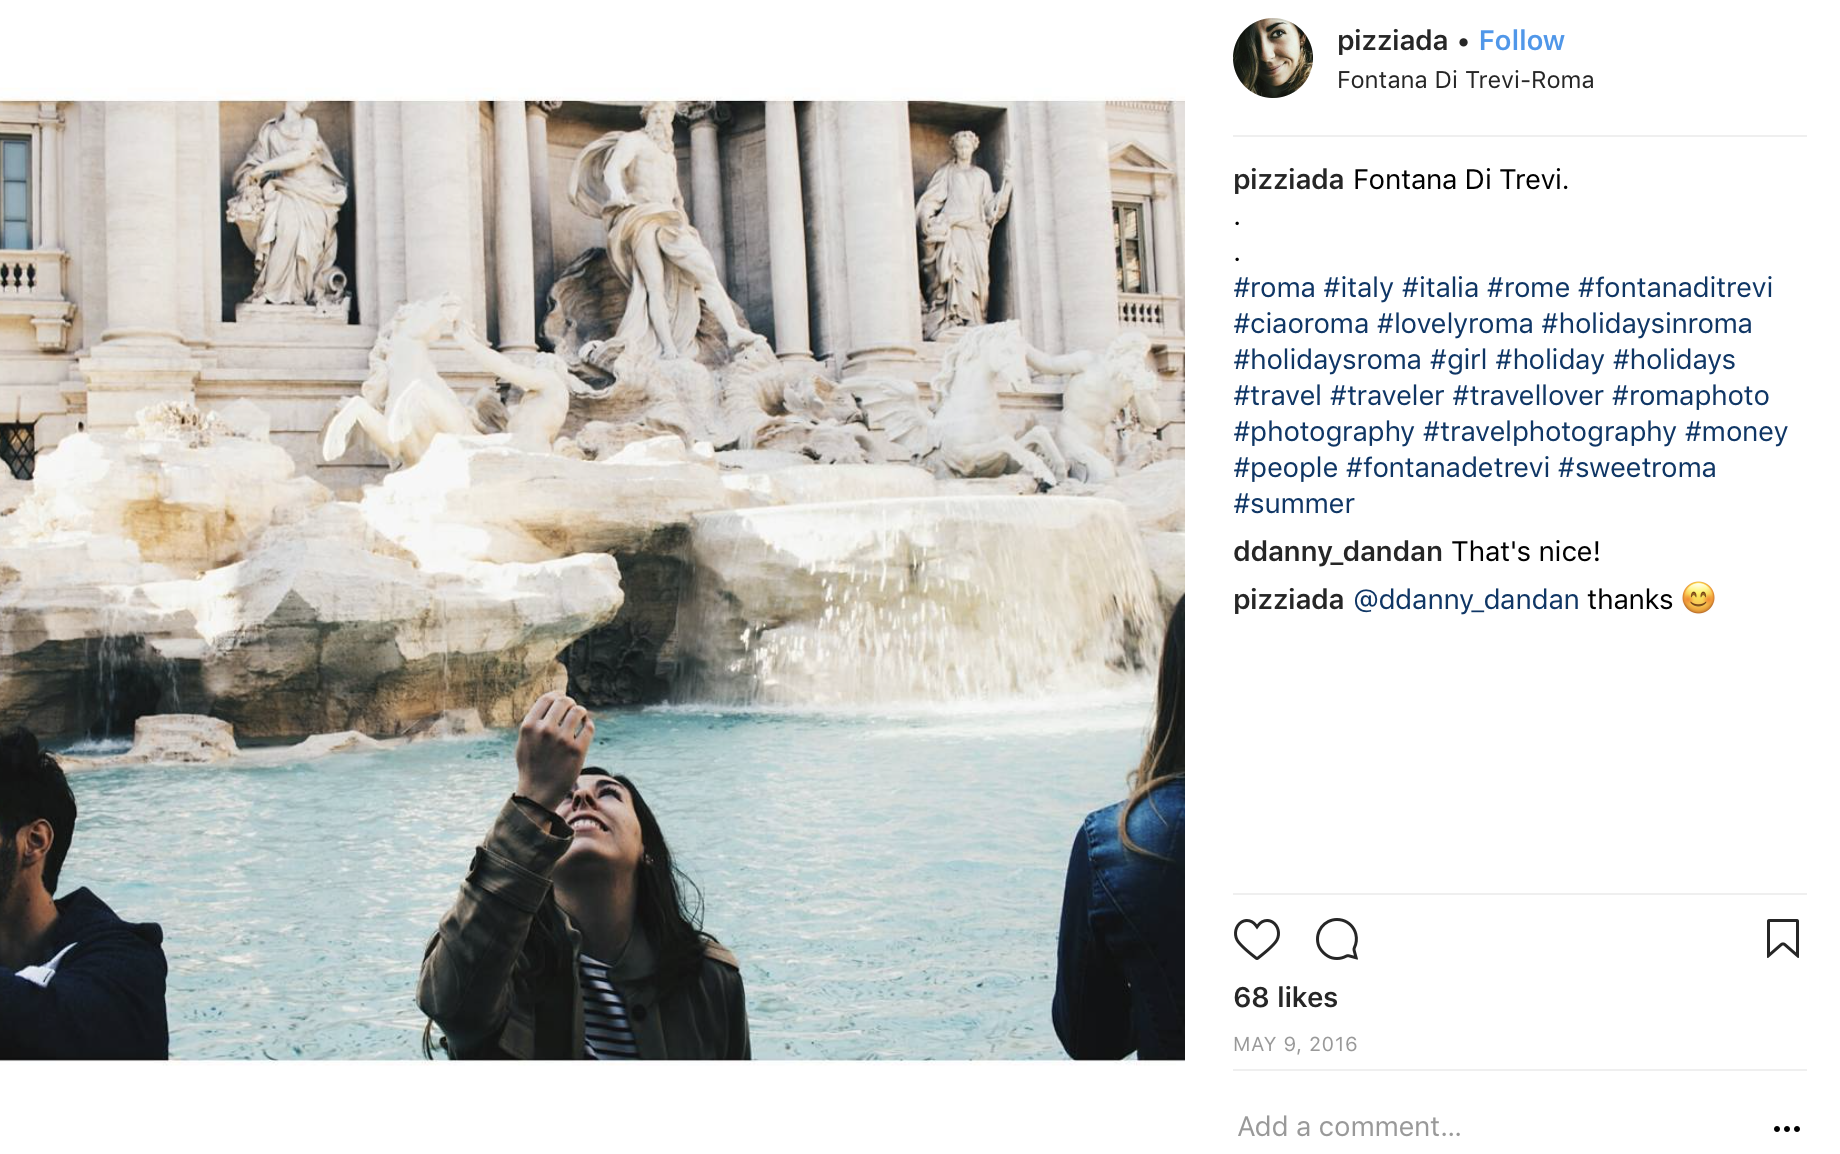 pizziada • Follow
Fontana Di Trevi-Roma
pizziada Fontana Di Trevi.
.
.
#roma #italy #italia #rome #fontanaditrevi
#ciaoroma #lovelyroma #holidaysinroma
#holidaysroma #girl #holiday #holidays
#travel #traveler #travellover #romaphoto
#photography #travelphotography #money
#people #fontanadetrevi #sweetroma
#summer
ddanny_dandan That's nice!
pizziada @ddanny_dandan thanks 😊
68 likes
MAY 9, 2016
Add a comment...